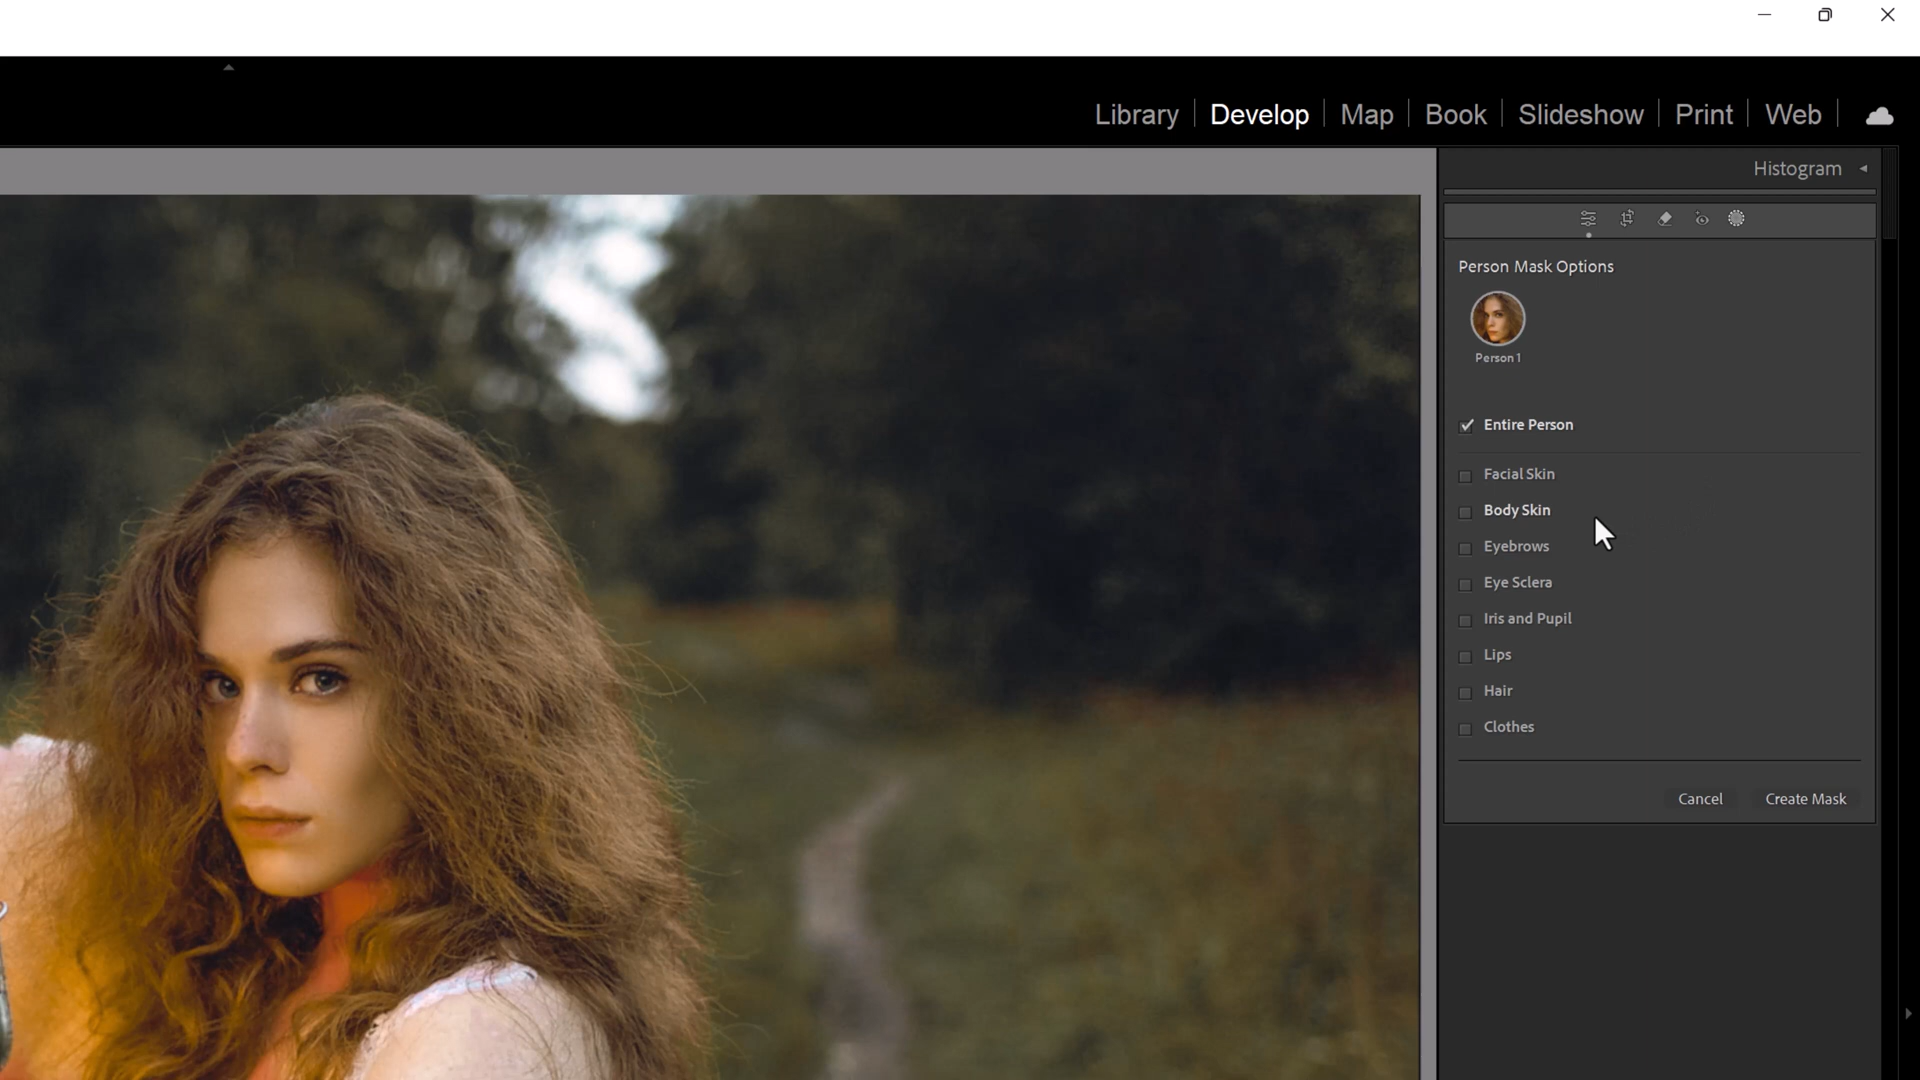 Library | Develop | Map | Book | Slideshow | Print | Web |
Histogram
Person Mask Options
Person 1
Entire Person
Facial Skin
Body Skin
Eyebrows
Eye Sclera
Iris and Pupil
Lips
Hair
Clothes
Cancel Create Mask